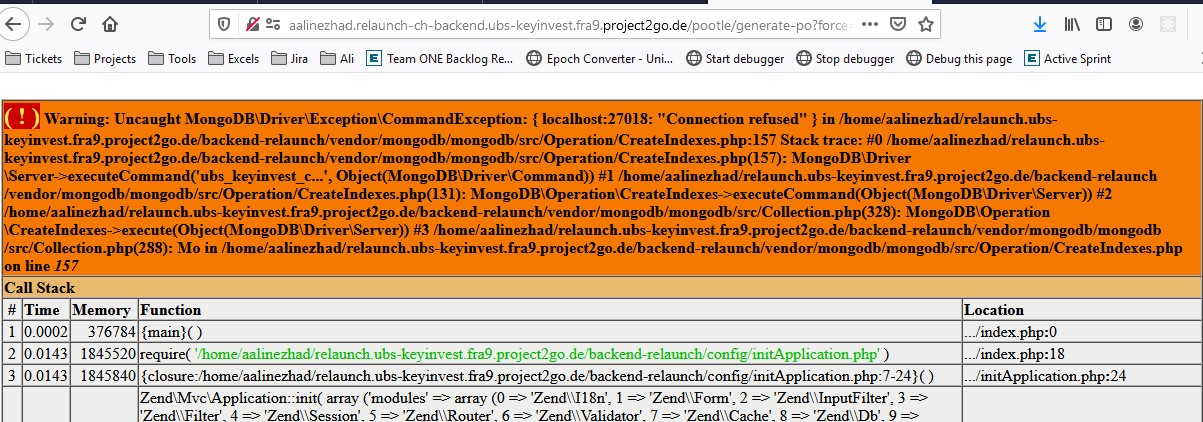 aalinezhad.relaunch-ch-backend.ubs-keyinvest.fra9.project2go.de/pootle/generate-po?force=
Tickets Projects Tools Excels Jira Ali Team ONE Backlog Re... Epoch Converter - Uni... Start debugger Stop debugger Debug this page Active Sprint
( ! ) Warning: Uncaught MongoDB\Driver\Exception\CommandException: { localhost:27018: "Connection refused" } in /home/aalinezhad/relaunch.ubs-
keyinvest.fra9.project2go.de/backend-relaunch/vendor/mongodb/mongodb/src/Operation/CreateIndexes.php:157 Stack trace: #0 /home/aalinezhad/relaunch.ubs-
keyinvest.fra9.project2go.de/backend-relaunch/vendor/mongodb/mongodb/src/Operation/CreateIndexes.php(157): MongoDB\Driver
\Server->executeCommand('ubs_keyinvest_c...', Object(MongoDB\Driver\Command)) #1 /home/aalinezhad/relaunch.ubs-keyinvest.fra9.project2go.de/backend-relaunch
/vendor/mongodb/mongodb/src/Operation/CreateIndexes.php(131): MongoDB\Operation\CreateIndexes->executeCommand(Object(MongoDB\Driver\Server)) #2
/home/aalinezhad/relaunch.ubs-keyinvest.fra9.project2go.de/backend-relaunch/vendor/mongodb/mongodb/src/Collection.php(328): MongoDB\Operation
\CreateIndexes->execute(Object(MongoDB\Driver\Server)) #3 /home/aalinezhad/relaunch.ubs-keyinvest.fra9.project2go.de/backend-relaunch/vendor/mongodb/mongodb
/src/Collection.php(288): Mo in /home/aalinezhad/relaunch.ubs-keyinvest.fra9.project2go.de/backend-relaunch/vendor/mongodb/mongodb/src/Operation/CreateIndexes.php
on line 157
Call Stack
# Time Memory Function Location
1 0.0002 376784 {main}( ) .../index.php:0
2 0.0143 1845520 require( '/home/aalinezhad/relaunch.ubs-keyinvest.fra9.project2go.de/backend-relaunch/config/initApplication.php' ) .../index.php:18
3 0.0143 1845840 {closure:/home/aalinezhad/relaunch.ubs-keyinvest.fra9.project2go.de/backend-relaunch/config/initApplication.php:7-24}( ) .../initApplication.php:24
Zend\Mvc\Application::init( array ('modules' => array (0 => 'Zend\\I18n', 1 => 'Zend\\Form', 2 => 'Zend\\InputFilter', 3 =>
'Zend\\Filter', 4 => 'Zend\\Session', 5 => 'Zend\\Router', 6 => 'Zend\\Validator', 7 => 'Zend\\Cache', 8 => 'Zend\\Db', 9 =>